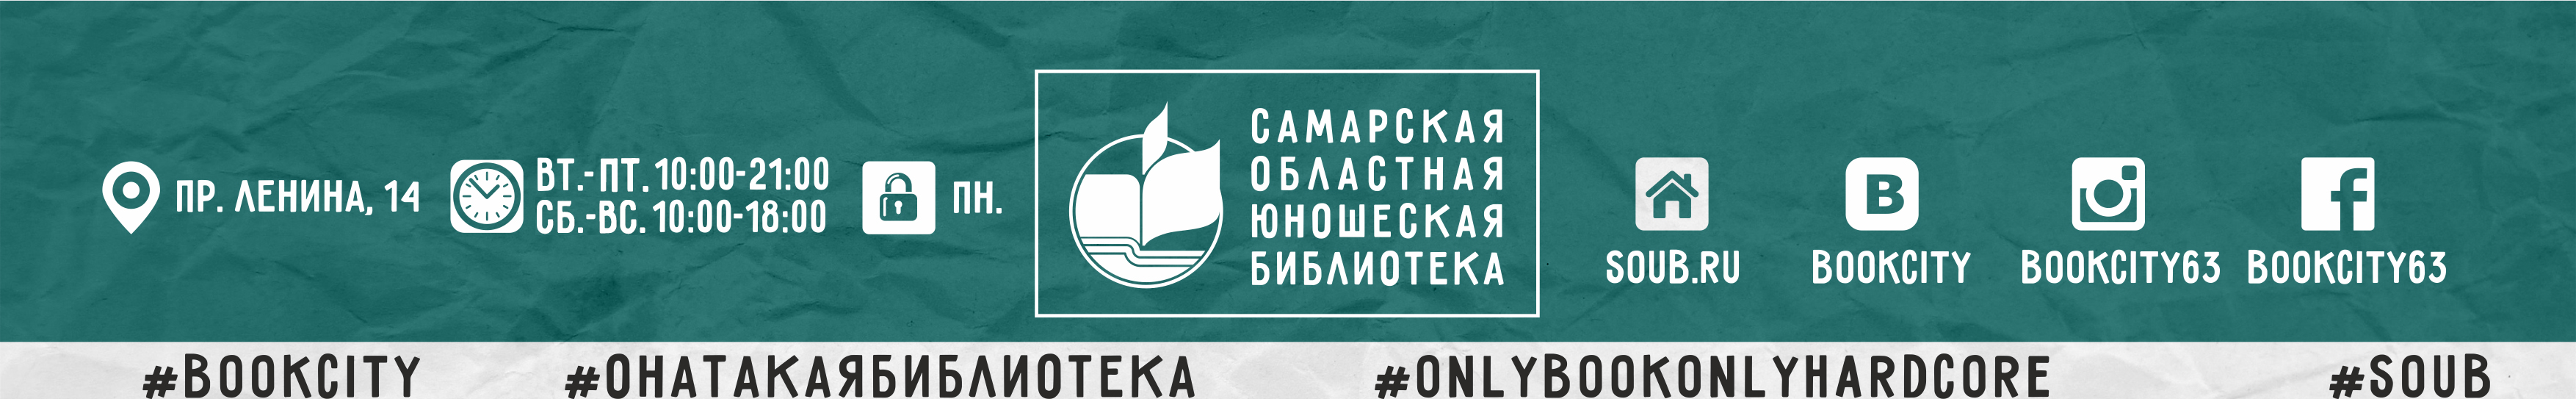 ПР. ЛЕНИНА, 14
ВТ.-ПТ. 10:00-21:00
СБ.-ВС. 10:00-18:00
ПН.
САМАРСКАЯ
ОБЛАСТНАЯ
ЮНОШЕСКАЯ
БИБЛИОТЕКА
SOUB.RU
В
BOOKCITY
BOOKCITY63
f
BOOKCITY63
#BOOKCITY #ОНАТАКАЯБИБЛИОТЕКА #ONLYBOOKONLYHARDCORE #SOUB